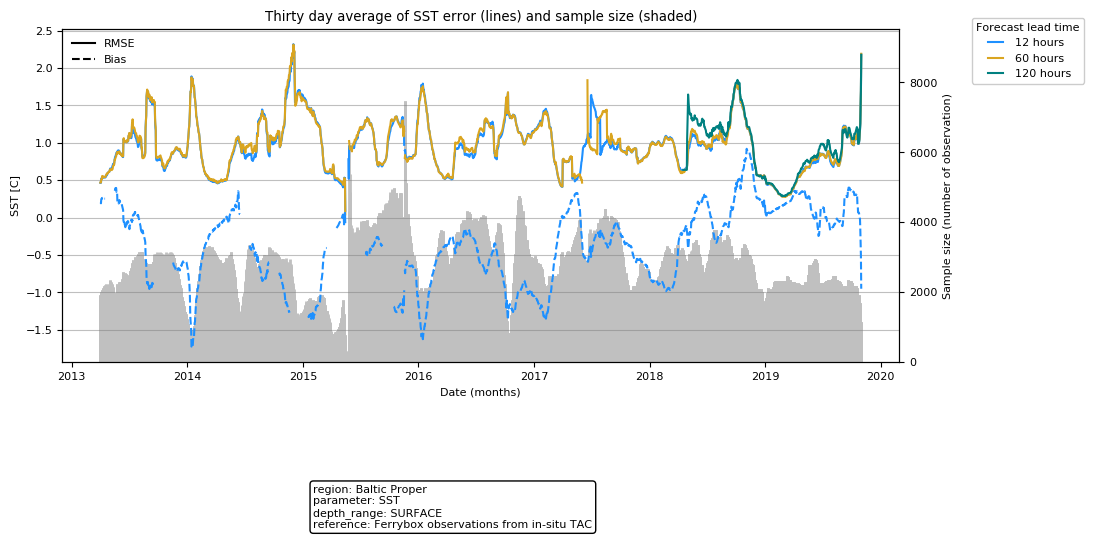 Thirty day average of SST error (lines) and sample size (shaded)
RMSE
Bias
Forecast lead time
12 hours
60 hours
120 hours
SST [C]
2.5
2.0
1.5
1.0
0.5
0.0
−0.5
−1.0
−1.5
8000
6000
4000
2000
0
Sample size (number of observation)
2013
2014
2015
2016
2017
2018
2019
2020
Date (months)
region: Baltic Proper
parameter: SST
depth_range: SURFACE
reference: Ferrybox observations from in-situ TAC